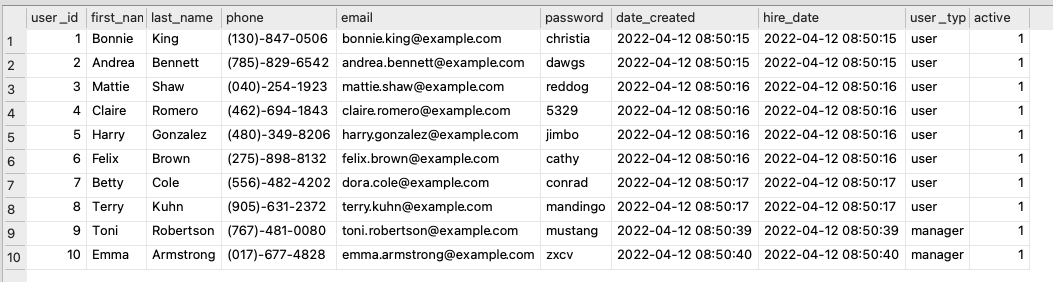 user_id first_nan last_name phone email password date_created hire_date user_typ active
1 1 Bonnie King (130)-847-0506 bonnie.king@example.com christia 2022-04-12 08:50:15 2022-04-12 08:50:15 user 1
2 2 Andrea Bennett (785)-829-6542 andrea.bennett@example.com dawgs 2022-04-12 08:50:15 2022-04-12 08:50:15 user 1
3 3 Mattie Shaw (040)-254-1923 mattie.shaw@example.com reddog 2022-04-12 08:50:16 2022-04-12 08:50:16 user 1
4 4 Claire Romero (462)-694-1843 claire.romero@example.com 5329 2022-04-12 08:50:16 2022-04-12 08:50:16 user 1
5 5 Harry Gonzalez (480)-349-8206 harry.gonzalez@example.com jimbo 2022-04-12 08:50:16 2022-04-12 08:50:16 user 1
6 6 Felix Brown (275)-898-8132 felix.brown@example.com cathy 2022-04-12 08:50:16 2022-04-12 08:50:16 user 1
7 7 Betty Cole (556)-482-4202 dora.cole@example.com conrad 2022-04-12 08:50:17 2022-04-12 08:50:17 user 1
8 8 Terry Kuhn (905)-631-2372 terry.kuhn@example.com mandingo 2022-04-12 08:50:17 2022-04-12 08:50:17 user 1
9 9 Toni Robertson (767)-481-0080 toni.robertson@example.com mustang 2022-04-12 08:50:39 2022-04-12 08:50:39 manager 1
10 10 Emma Armstrong (017)-677-4828 emma.armstrong@example.com zxcv 2022-04-12 08:50:40 2022-04-12 08:50:40 manager 1